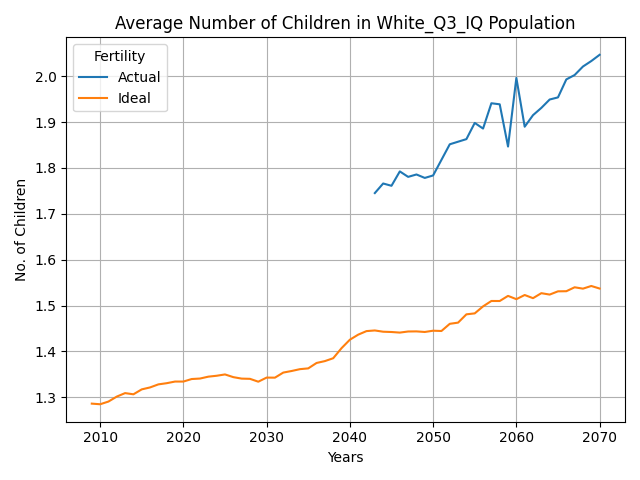 Average Number of Children in White_Q3_IQ Population
Fertility
Actual
Ideal
No. of Children
2.0
1.9
1.8
1.7
1.6
1.5
1.4
1.3
2010 2020 2030 2040 2050 2060 2070
Years